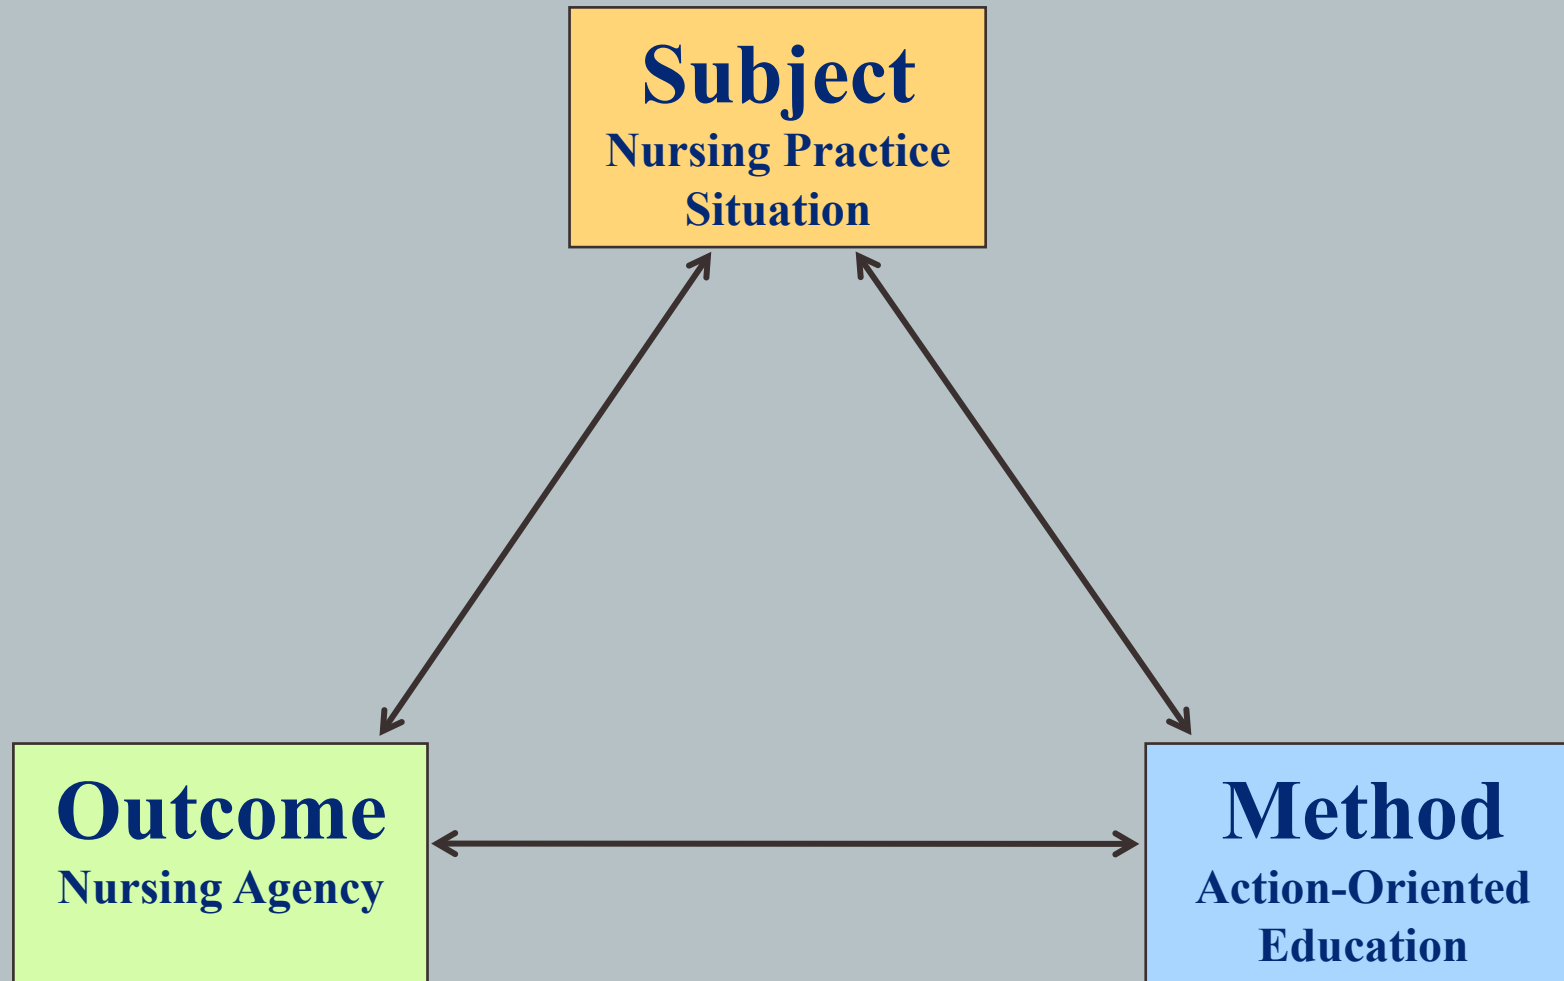 Subject
Nursing Practice
Situation
Outcome
Nursing Agency
Method
Action-Oriented
Education